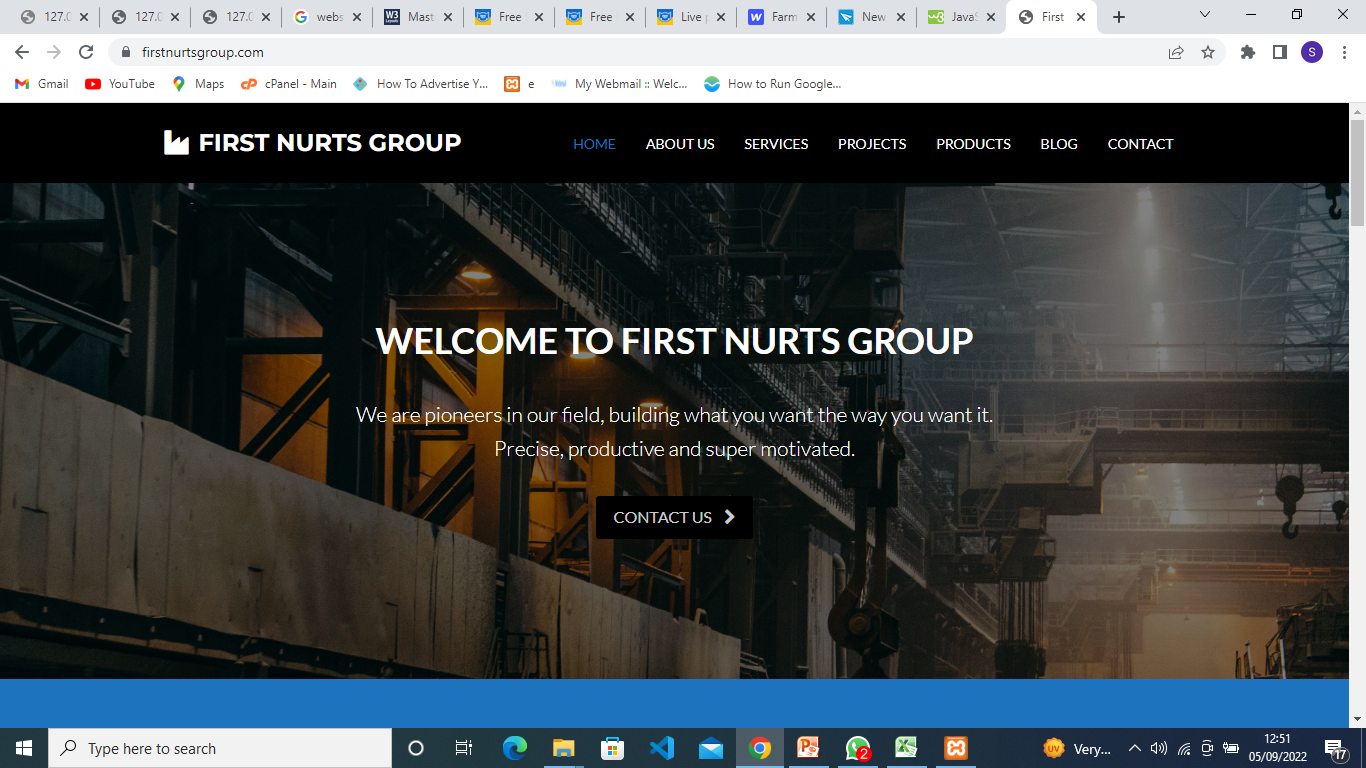 127.0
127.0
127.0
webs
W3
Mast
Free
Free
Live p
Farm
New
JavaS
First
firstnurtsgroup.com
S
Gmail
YouTube
Maps
cPanel - Main
How To Advertise Y...
e
My Webmail :: Welc...
How to Run Google...
FIRST NURTS GROUP
HOME ABOUT US SERVICES PROJECTS PRODUCTS BLOG CONTACT
WELCOME TO FIRST NURTS GROUP
We are pioneers in our field, building what you want the way you want it.
Precise, productive and super motivated.
CONTACT US
Type here to search
2
UV
Very...
12:51
05/09/2022
17